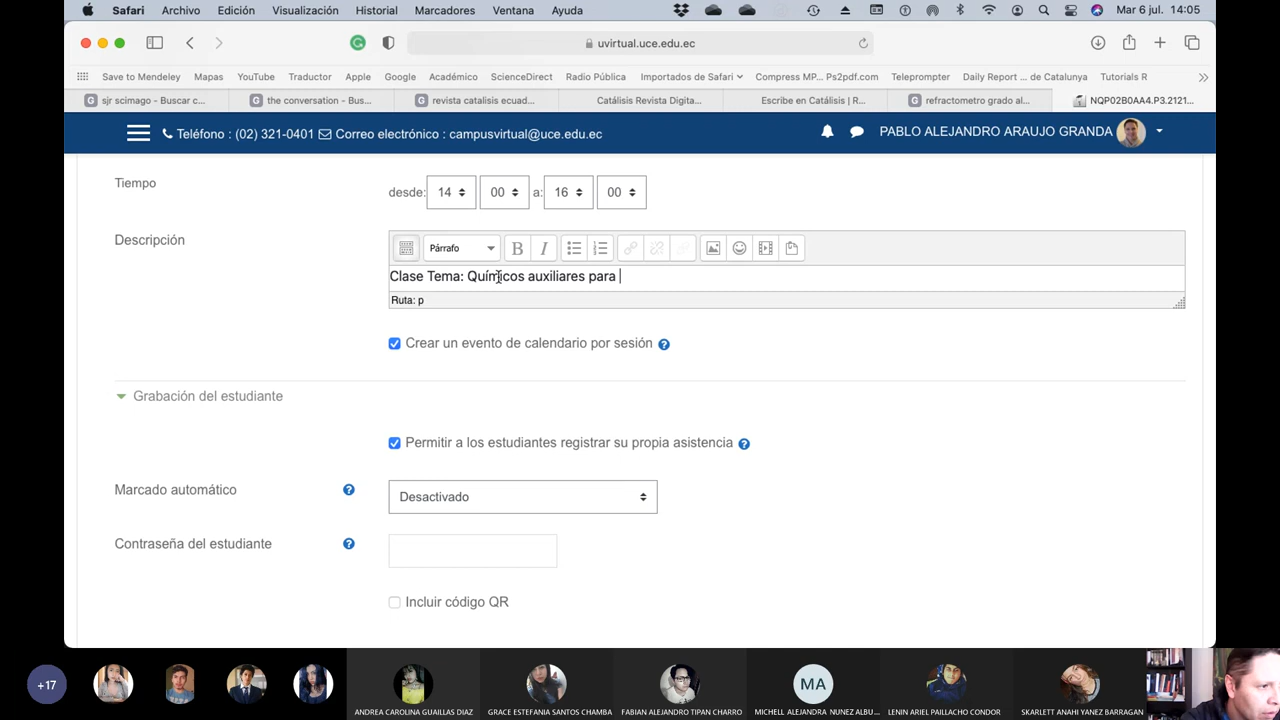 Safari Archivo Edición Visualización Historial Marcadores Ventana Ayuda Mar 6 jul. 14:05
uvirtual.uce.edu.ec
Save to Mendeley Mapas YouTube Traductor Apple Google Académico ScienceDirect Radio Pública Importados de Safari Compress MP... Ps2pdf.com Teleprompter Daily Report ... de Catalunya Tutorials R
sjr scimago - Buscar c... the conversation - Bus... revista catalisis ecuad... Catálisis Revista Digita... Escribe en Catálisis | R... refractometro grado al... NQP02B0AA4.P3.2121...
Teléfono : (02) 321-0401 Correo electrónico : campusvirtual@uce.edu.ec PABLO ALEJANDRO ARAUJO GRANDA
Tiempo desde: 14 00 a: 16 00
Descripción Párrafo B I
Clase Tema: Químicos auxiliares para
Ruta: p
Crear un evento de calendario por sesión
Grabación del estudiante
Permitir a los estudiantes registrar su propia asistencia
Marcado automático Desactivado
Contraseña del estudiante
Incluir código QR
+17 MA
ANDREA CAROLINA GUAILLAS DIAZ GRACE ESTEFANIA SANTOS CHAMBA FABIAN ALEJANDRO TIPAN CHARRO MICHELL ALEJANDRA NUNEZ ALBU... LENIN ARIEL PAILLACHO CONDOR SKARLETT ANAHI YANEZ BARRAGAN